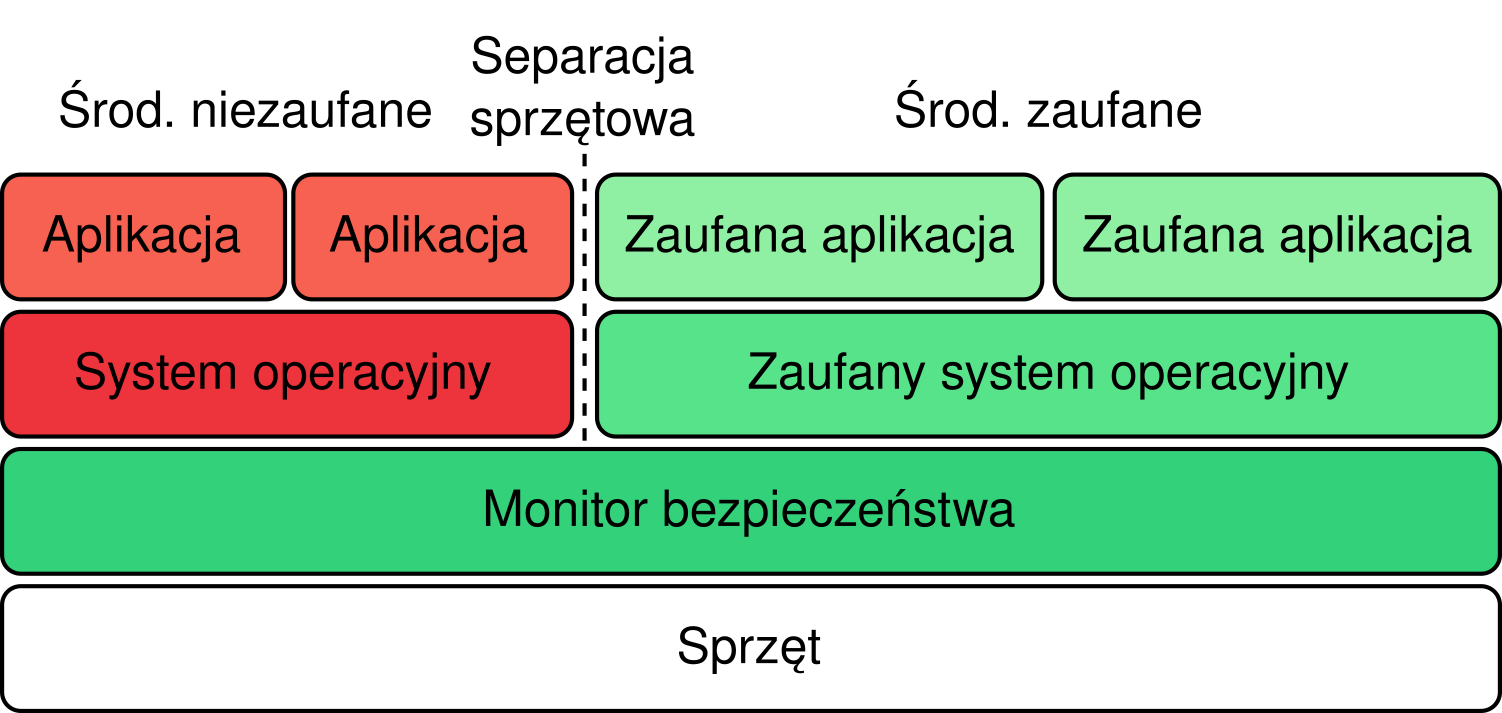 Środ. niezaufane
Separacja
sprzętowa
Środ. zaufane
Aplikacja
Aplikacja
Zaufana aplikacja
Zaufana aplikacja
System operacyjny
Zaufany system operacyjny
Monitor bezpieczeństwa
Sprzęt